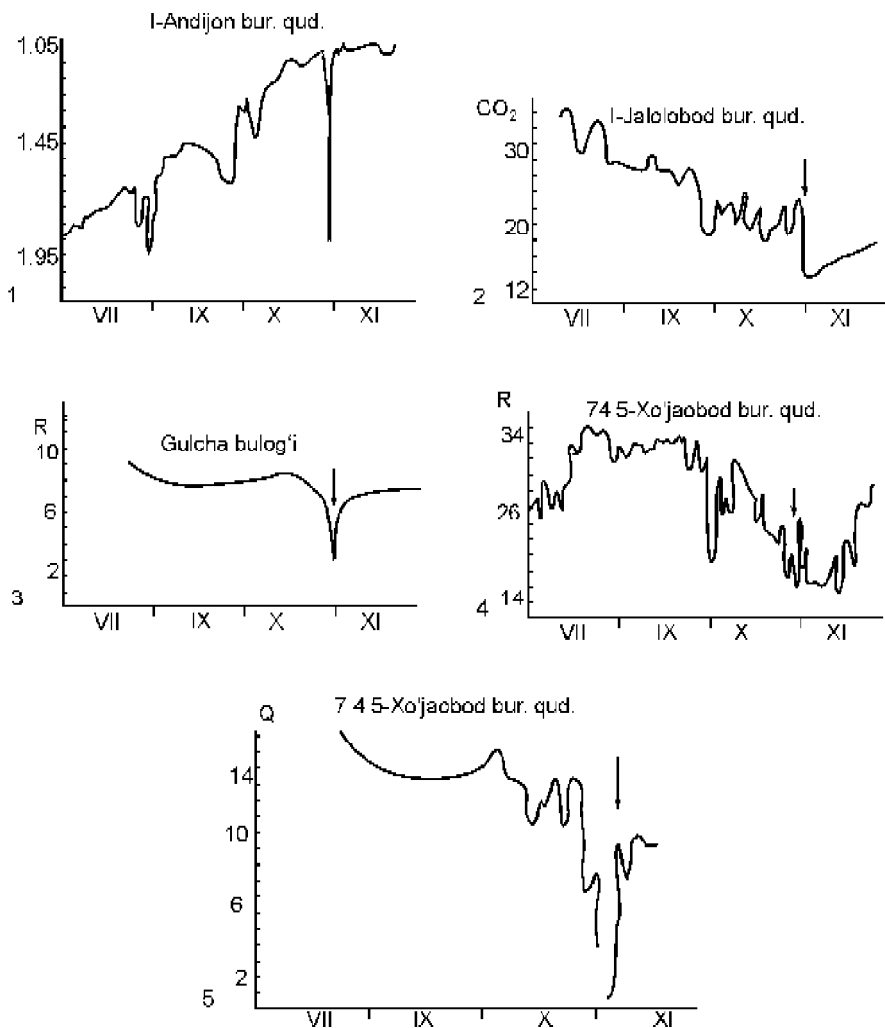 I-Andijon bur. qud.
1.05
1.45
1.95
1
VII IX X XI
I-Jalolobod bur. qud.
CO₂
30
20
12
2
VII IX X XI
Gulcha bulog‘i
R
10
6
2
3
VII IX X XI
74 5-Xo'jaobod bur. qud.
R
34
26
14
4
VII IX X XI
7 4 5-Xo'jaobod bur. qud.
Q
14
10
6
2
5
VII IX X XI